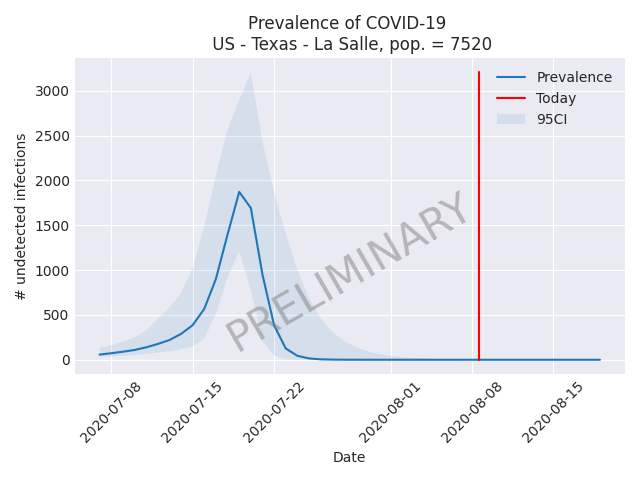 Prevalence of COVID-19
US - Texas - La Salle, pop. = 7520
Prevalence
Today
95CI
3000
2500
2000
1500
1000
500
0
# undetected infections
PRELIMINARY
2020-07-08
2020-07-15
2020-07-22
2020-08-01
2020-08-08
2020-08-15
Date